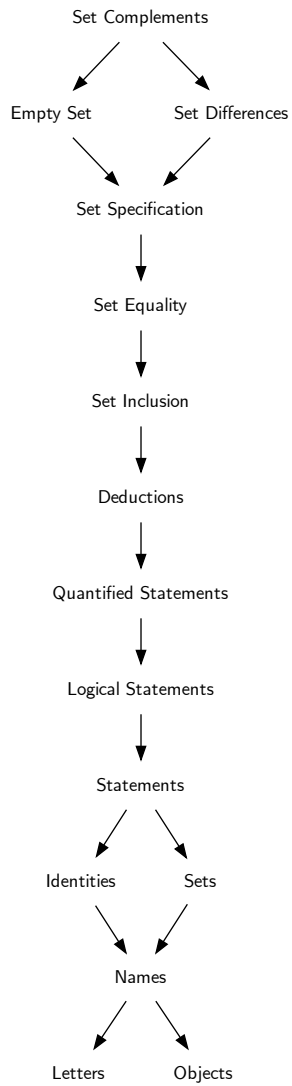 Set Complements
Empty Set
Set Differences
Set Specification
Set Equality
Set Inclusion
Deductions
Quantified Statements
Logical Statements
Statements
Identities
Sets
Names
Letters
Objects